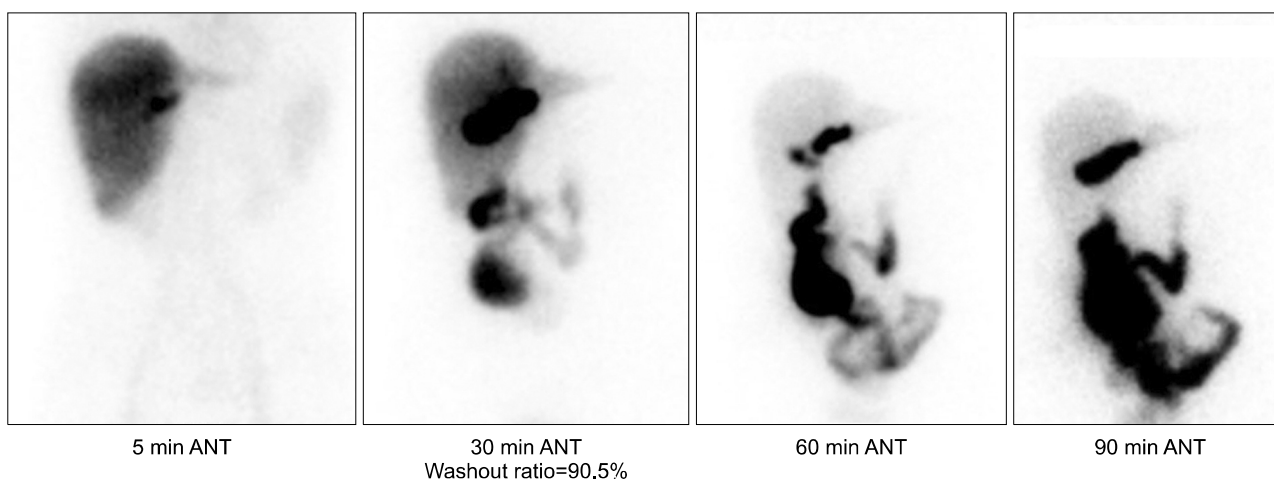 5 min ANT
30 min ANT
Washout ratio=90.5%
60 min ANT
90 min ANT